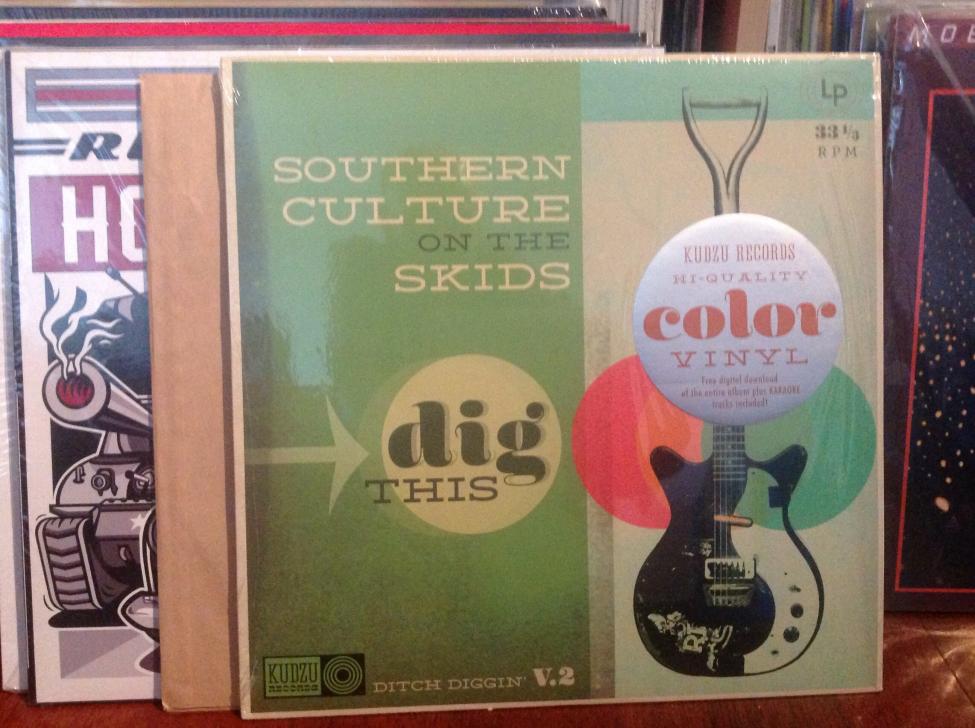 SOUTHERN
CULTURE
ON THE
SKIDS
dig
THIS
KUDZU
RECORDS
DITCH DIGGIN' V.2
LP
33 1/3
RPM
KUDZU RECORDS
HI-QUALITY
color
VINYL
Free digital download
of the entire album plus KARAOKE
tracks included!